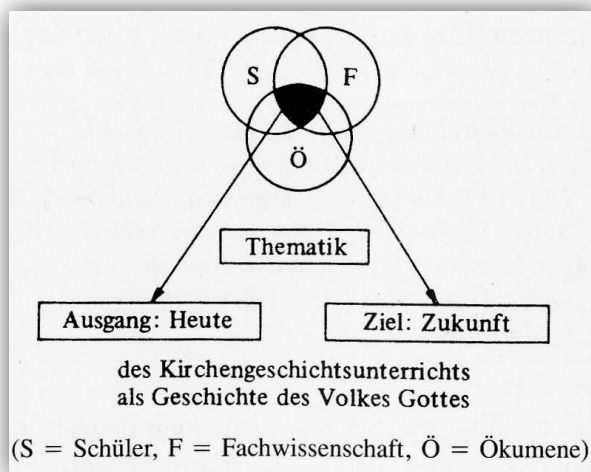 S F
Ö
Thematik
Ausgang: Heute Ziel: Zukunft
des Kirchengeschichtsunterrichts
als Geschichte des Volkes Gottes
(S = Schüler, F = Fachwissenschaft, Ö = Ökumene)